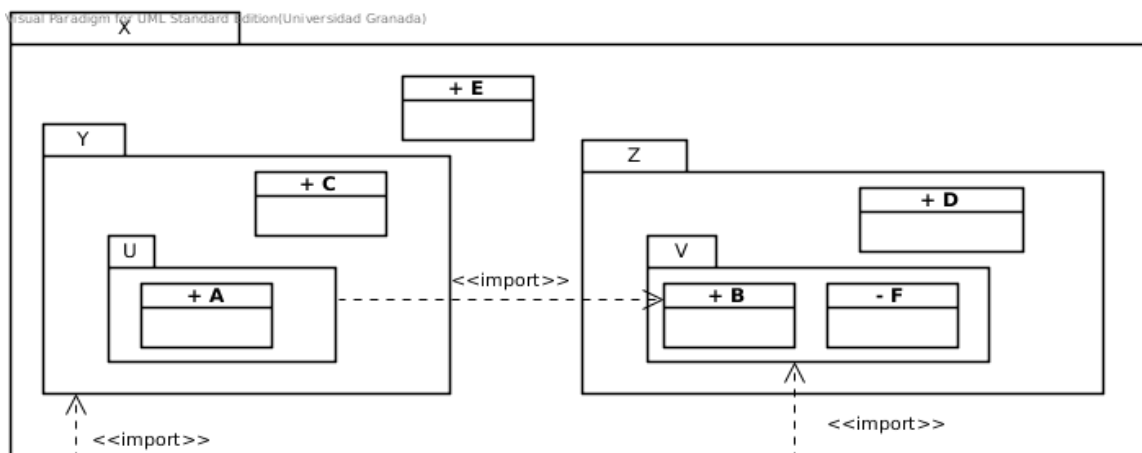 Visual Paradigm for UML Standard Edition(Universidad Granada)
X
+ E
Y
Z
+ C
+ D
U
V
<<import>>
+ A
+ B
- F
<<import>>
<<import>>